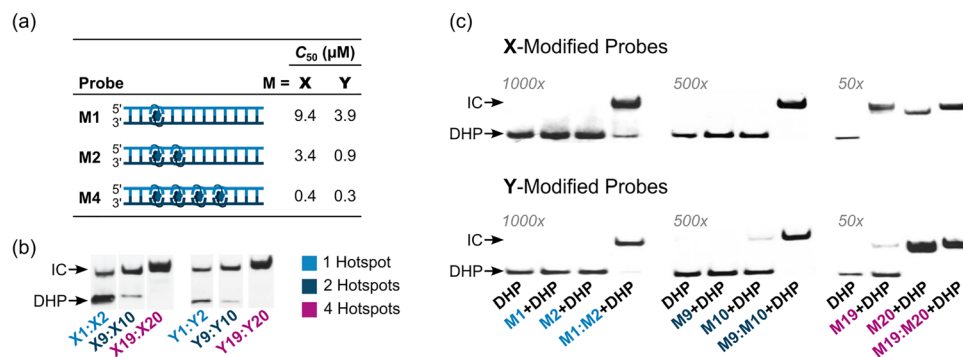 (a)
C50 (μM)
Probe M = X Y
M1 5' 3' 9.4 3.9
M2 5' 3' 3.4 0.9
M4 5' 3' 0.4 0.3
(b)
IC
DHP
X1:X2
X9:X10
X19:X20
Y1:Y2
Y9:Y10
Y19:Y20
1 Hotspot
2 Hotspots
4 Hotspots
(c)
X-Modified Probes
1000x 500x 50x
IC
DHP
Y-Modified Probes
1000x 500x 50x
IC
DHP
DHP
M1+DHP
M2+DHP
M1:M2+DHP
DHP
M9+DHP
M10+DHP
M9:M10+DHP
DHP
M19+DHP
M20+DHP
M19:M20+DHP